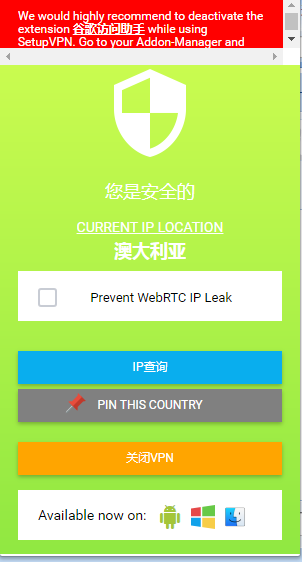 We would highly recommend to deactivate the
extension 谷歌访问助手 while using
SetupVPN. Go to your Addon-Manager and
您是安全的
CURRENT IP LOCATION
澳大利亚
Prevent WebRTC IP Leak
IP查询
PIN THIS COUNTRY
关闭VPN
Available now on: